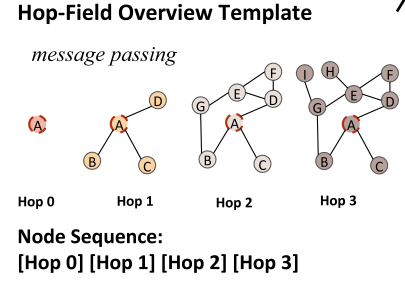 Hop-Field Overview Template
message passing
A
A
D
B
C
A
B
C
D
E
F
G
A
B
C
D
E
F
G
H
I
Hop 0
Hop 1
Hop 2
Hop 3
Node Sequence:
[Hop 0] [Hop 1] [Hop 2] [Hop 3]